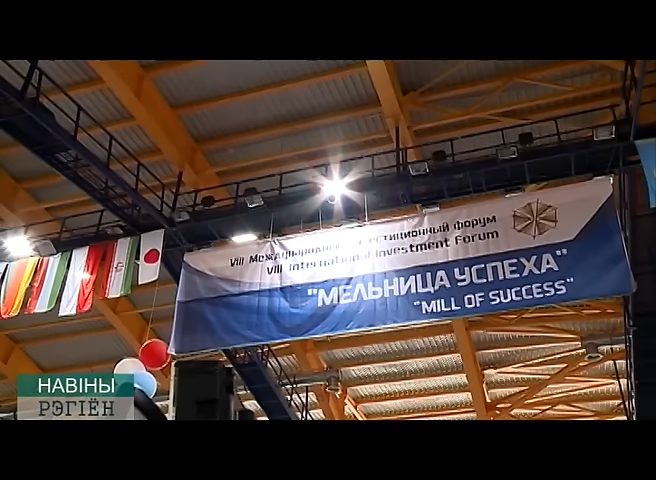 VIII Международный инвестиционный форум
VIII International Investment Forum
"МЕЛЬНИЦА УСПЕХА"
"MILL OF SUCCESS"
НАВІНЫ
РЭГІЁН